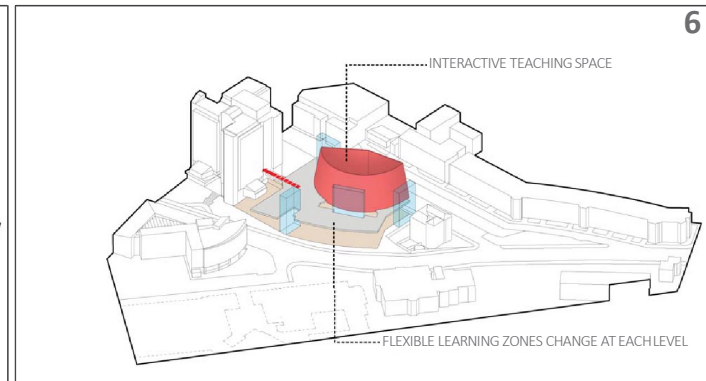 6
INTERACTIVE TEACHING SPACE
FLEXIBLE LEARNING ZONES CHANGE AT EACH LEVEL